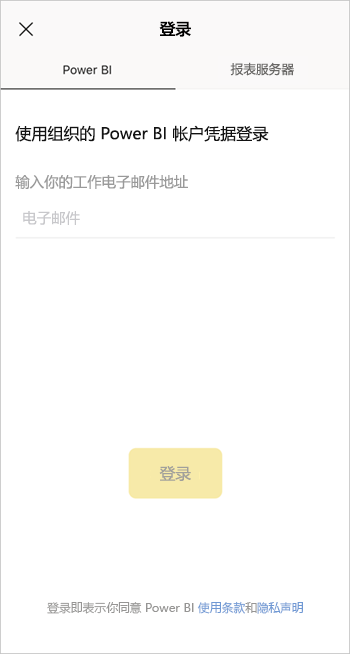 登录
Power BI
报表服务器
使用组织的 Power BI 帐户凭据登录
输入你的工作电子邮件地址
电子邮件
登录
登录即表示你同意 Power BI 使用条款和隐私声明